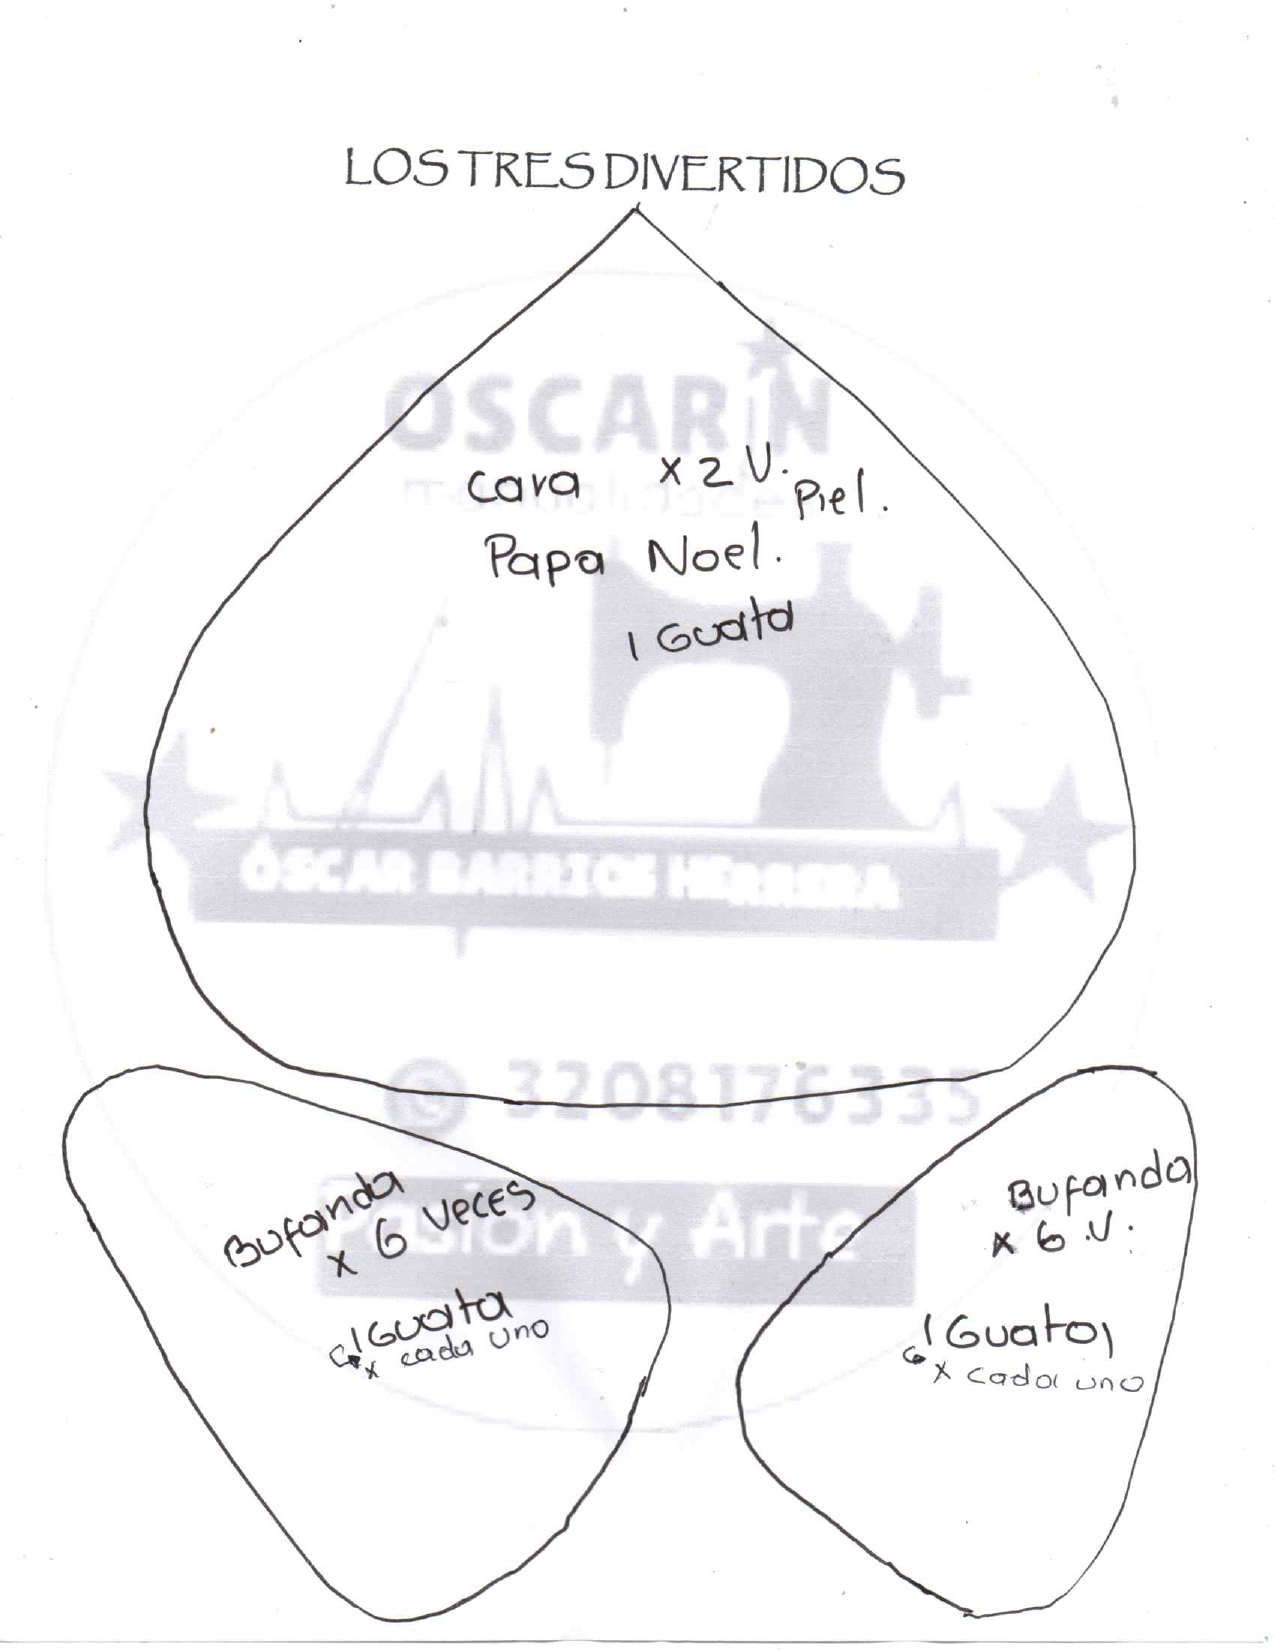 LOS TRES DIVERTIDOS
OSCARíN
cara x 2 V. Piel.
Papa Noel.
1 Guata
ÓSCAR BARRIOS HERRERA
3208176335
Pasión y Arte
Bufanda
x 6 veces
1 Guata
x cada uno
Bufanda
x 6 .V.
1 Guata
x cada uno